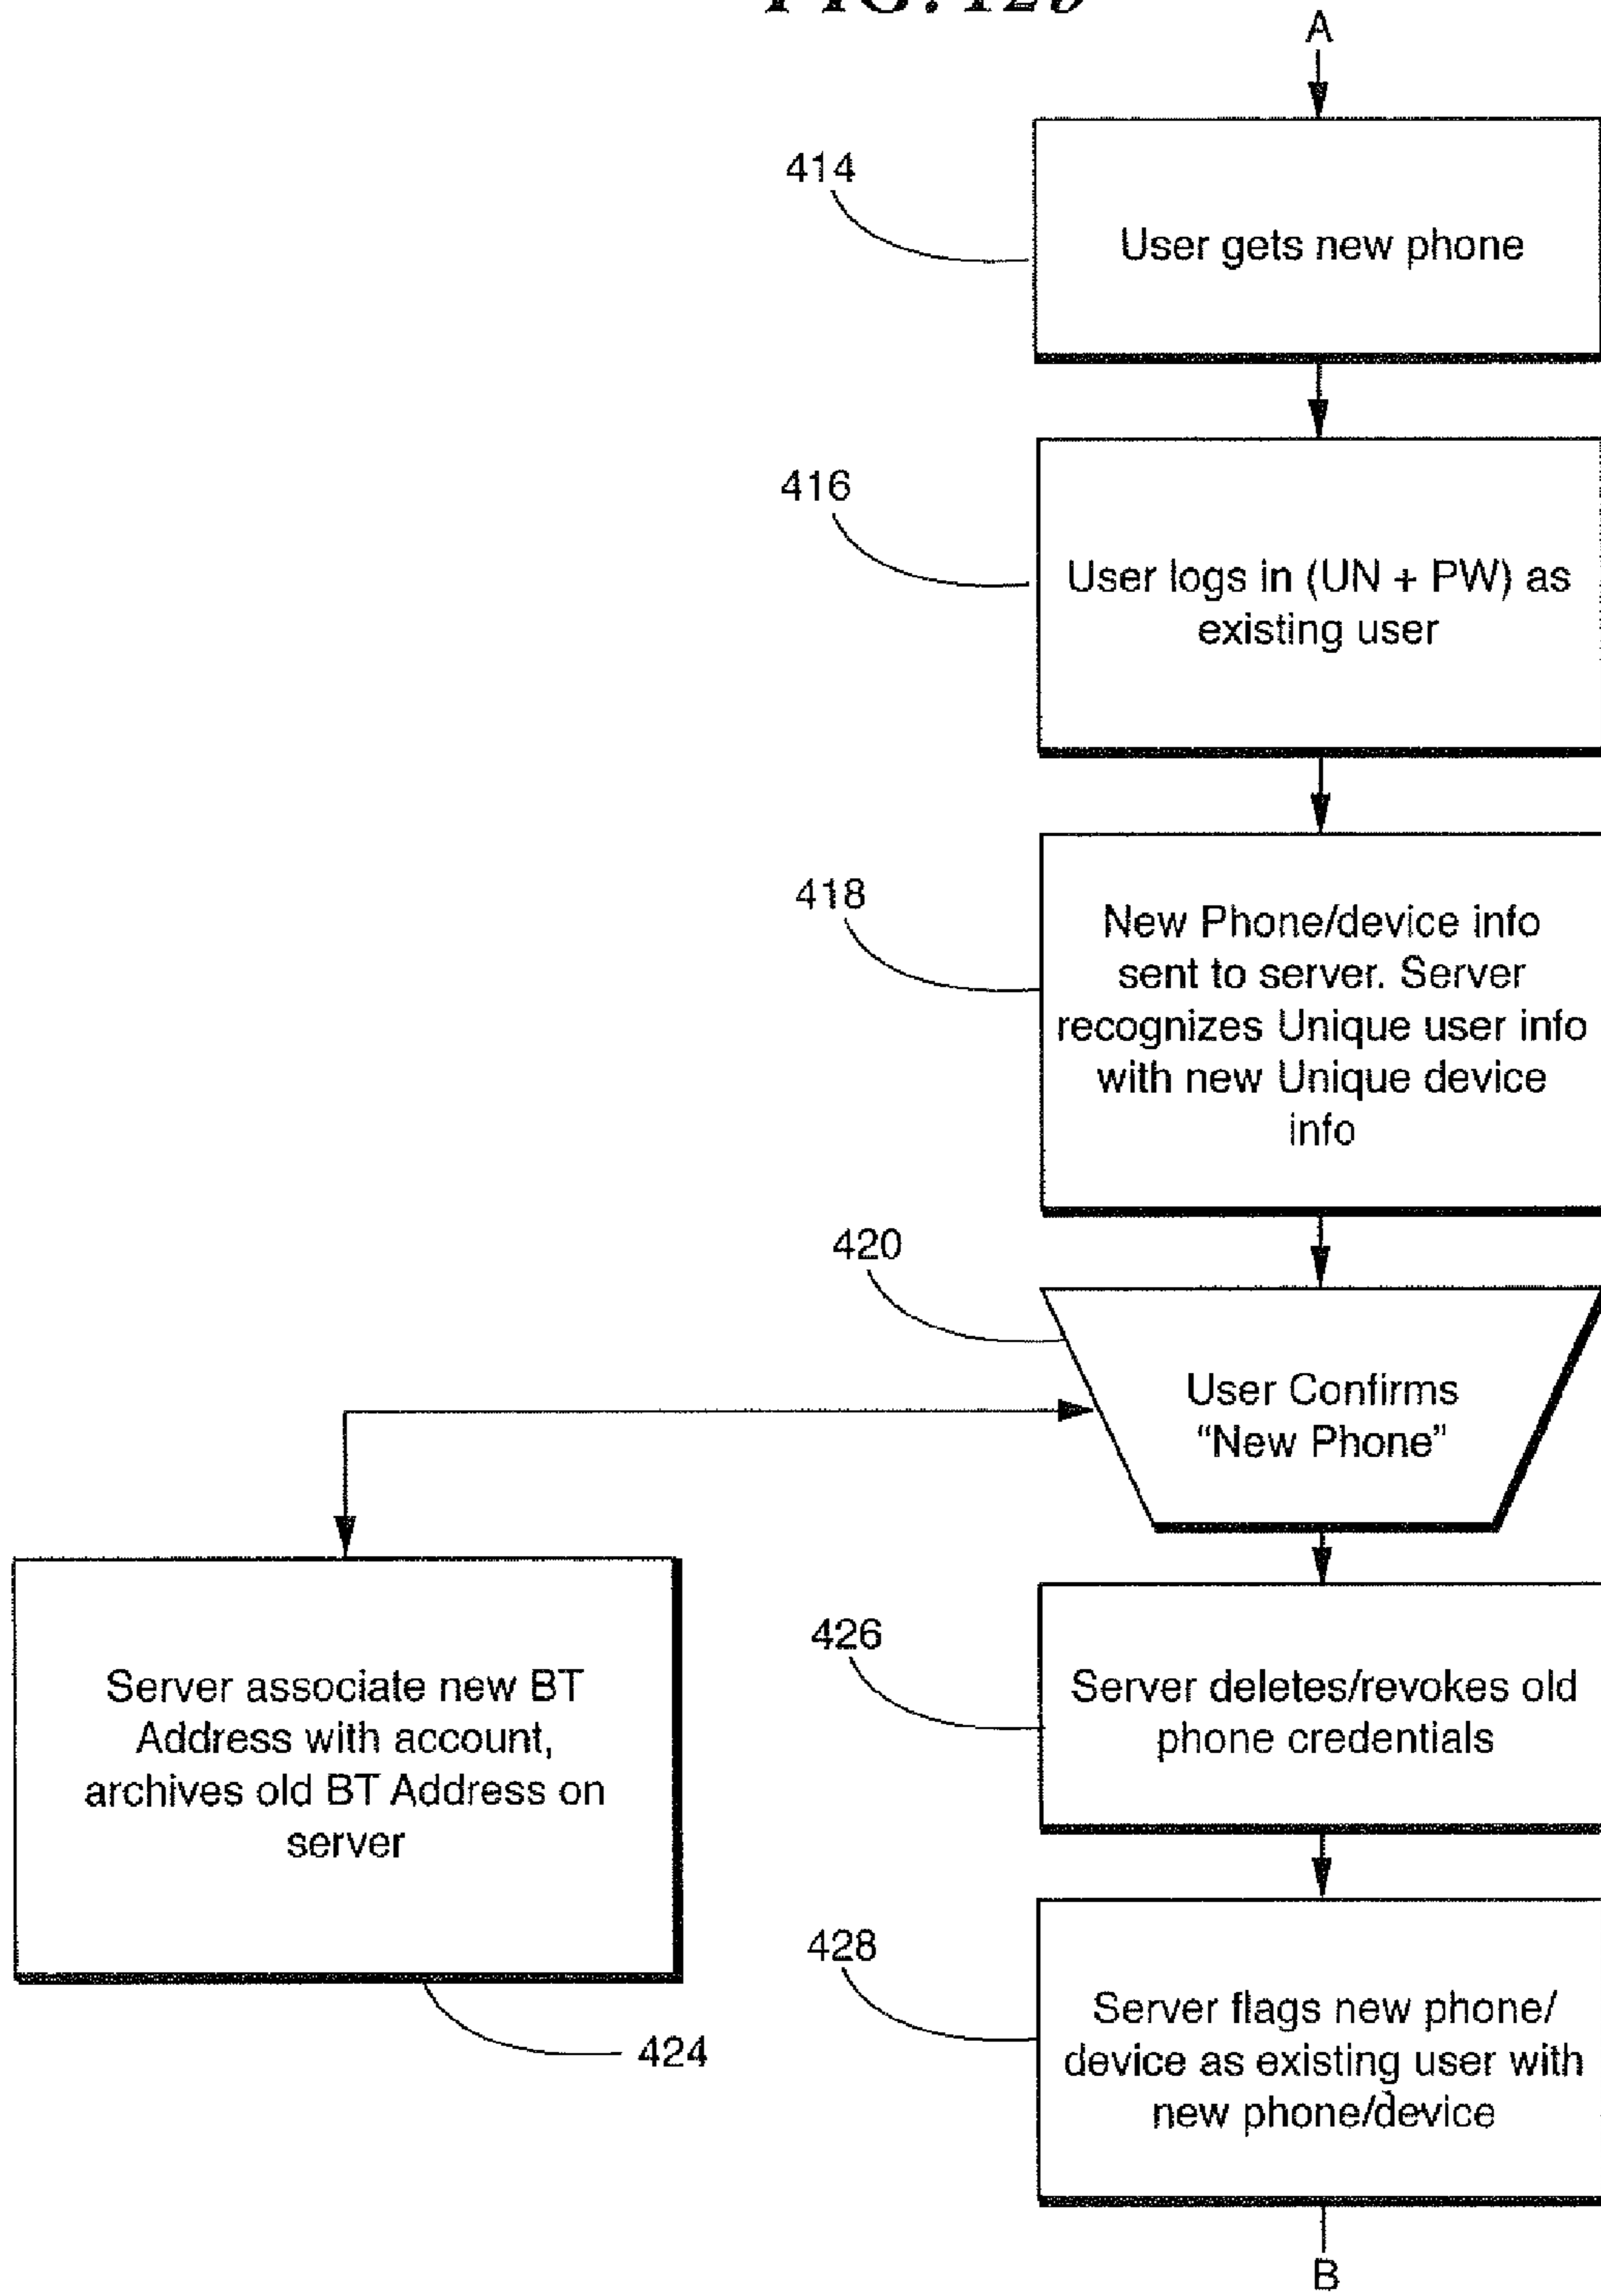 FIG. 12b
A
414
User gets new phone
416
User logs in (UN + PW) as
existing user
418
New Phone/device info
sent to server. Server
recognizes Unique user info
with new Unique device
info
420
User Confirms
“New Phone”
Server associate new BT
Address with account,
archives old BT Address on
server
424
426
Server deletes/revokes old
phone credentials
428
Server flags new phone/
device as existing user with
new phone/device
B